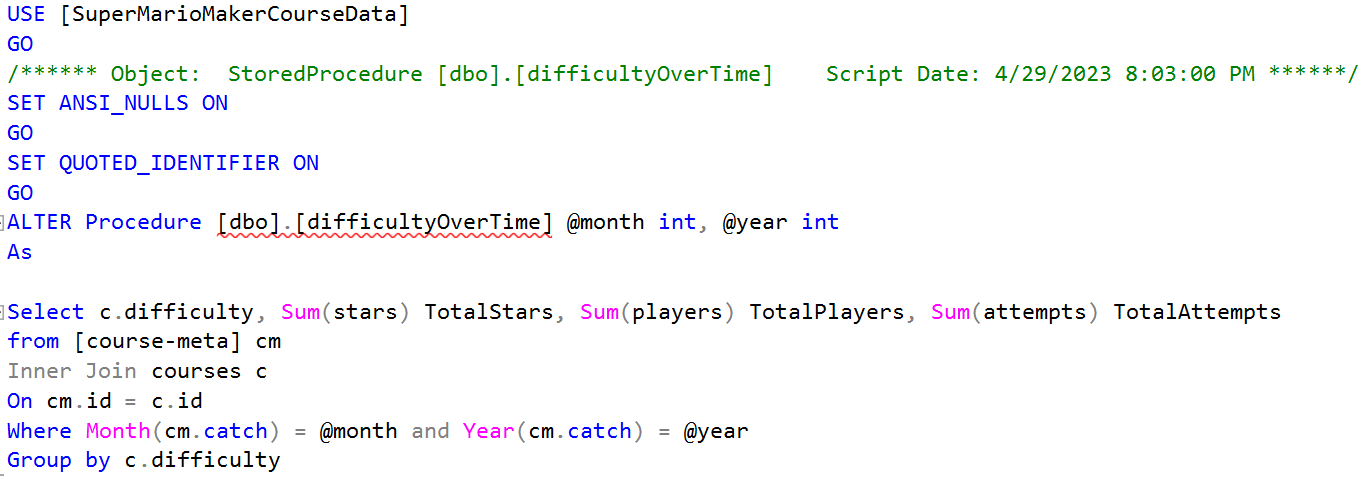 USE [SuperMarioMakerCourseData]
GO
/****** Object:  StoredProcedure [dbo].[difficultyOverTime]    Script Date: 4/29/2023 8:03:00 PM ******/
SET ANSI_NULLS ON
GO
SET QUOTED_IDENTIFIER ON
GO
ALTER Procedure [dbo].[difficultyOverTime] @month int, @year int
As
Select c.difficulty, Sum(stars) TotalStars, Sum(players) TotalPlayers, Sum(attempts) TotalAttempts
from [course-meta] cm
Inner Join courses c
On cm.id = c.id
Where Month(cm.catch) = @month and Year(cm.catch) = @year
Group by c.difficulty